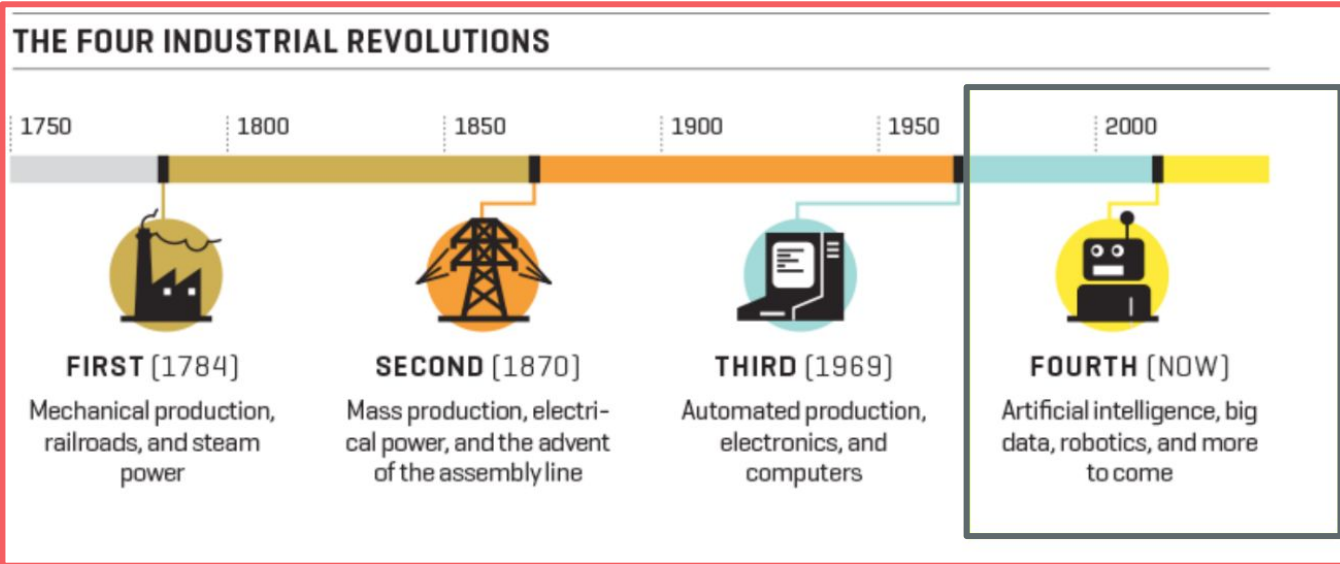 THE FOUR INDUSTRIAL REVOLUTIONS
1750 1800 1850 1900 1950 2000
FIRST (1784)
Mechanical production,
railroads, and steam
power
SECOND (1870)
Mass production, electri-
cal power, and the advent
of the assembly line
THIRD (1969)
Automated production,
electronics, and
computers
FOURTH (NOW)
Artificial intelligence, big
data, robotics, and more
to come